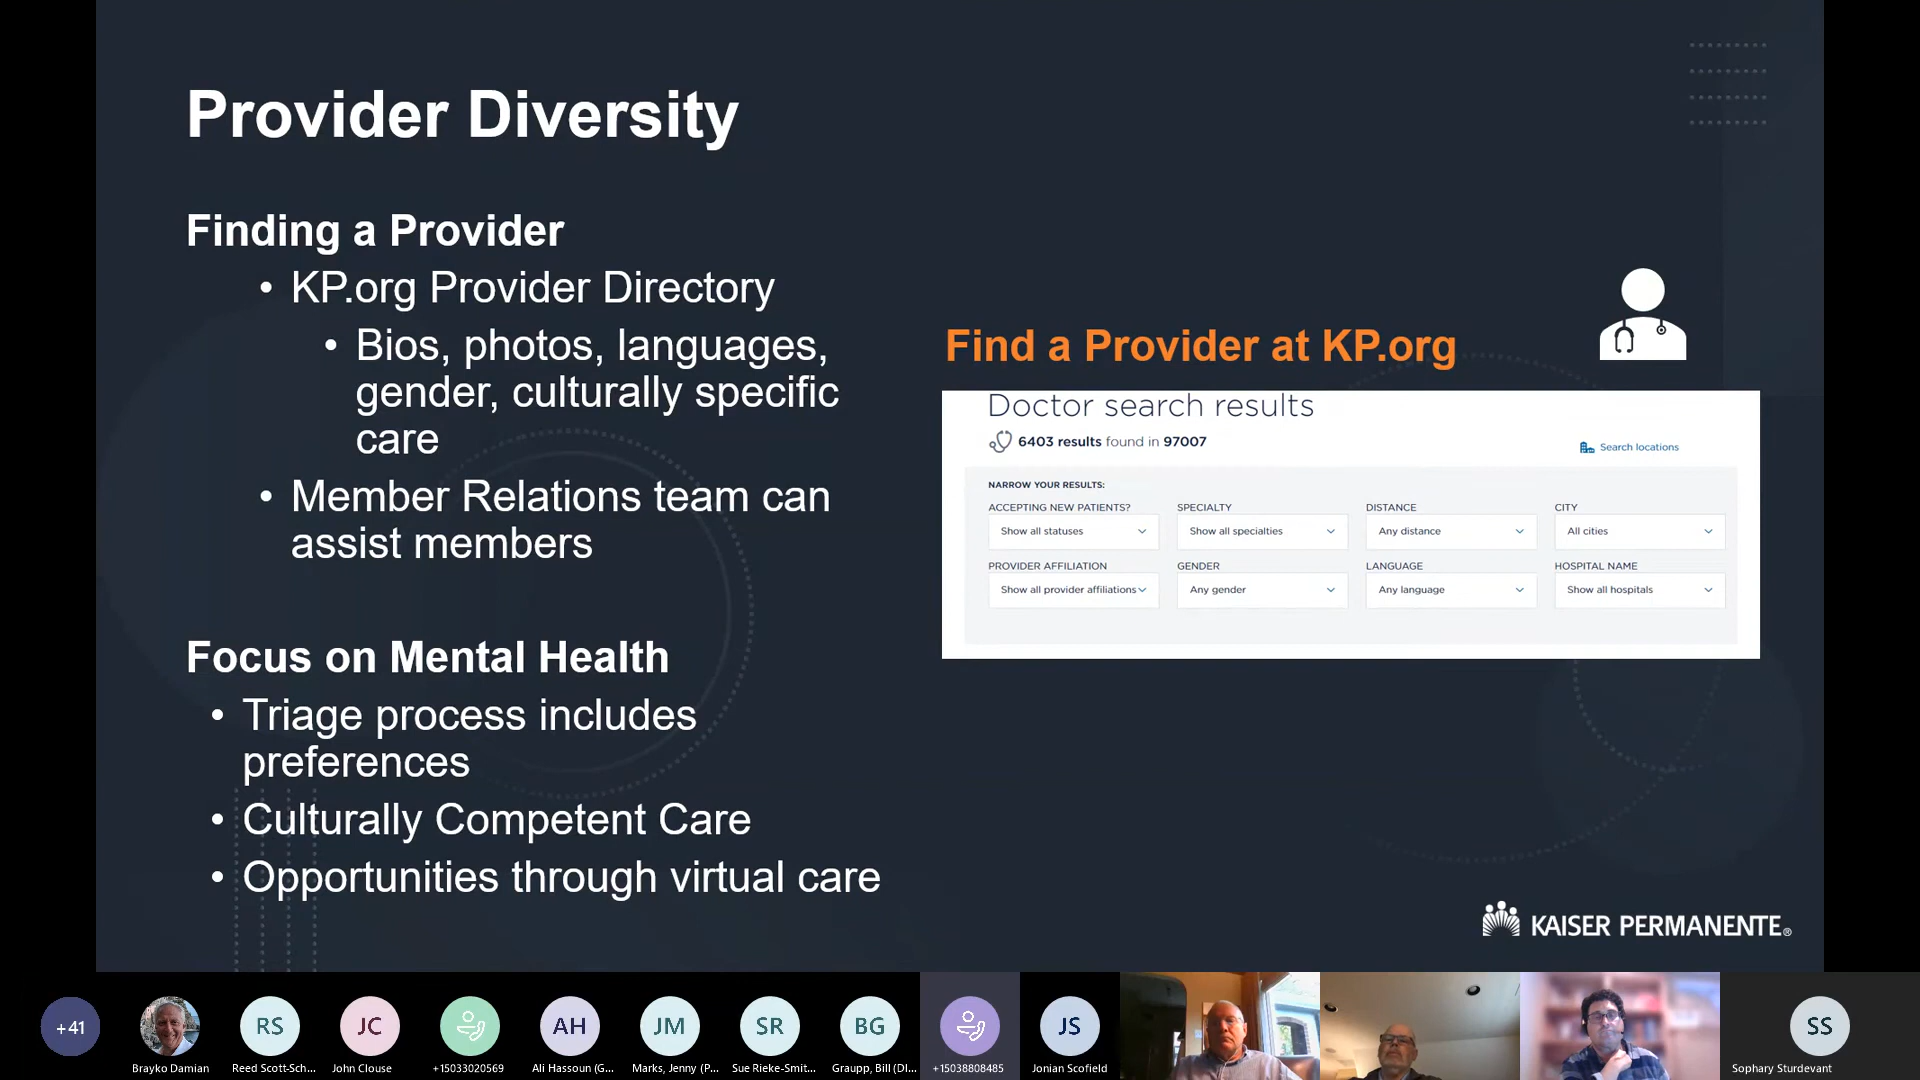 Provider Diversity
Finding a Provider
• KP.org Provider Directory
• Bios, photos, languages,
gender, culturally specific
care
• Member Relations team can
assist members
Focus on Mental Health
• Triage process includes
preferences
• Culturally Competent Care
• Opportunities through virtual care
Find a Provider at KP.org
Doctor search results
6403 results found in 97007
Search locations
NARROW YOUR RESULTS:
ACCEPTING NEW PATIENTS? SPECIALTY DISTANCE CITY
Show all statuses Show all specialties Any distance All cities
PROVIDER AFFILIATION GENDER LANGUAGE HOSPITAL NAME
Show all provider affiliations Any gender Any language Show all hospitals
KAISER PERMANENTE®
+41 RS JC AH JM SR BG JS SS
Brayko Damian Reed Scott-Sch... John Clouse +15033020569 Ali Hassoun (G... Marks, Jenny (P... Sue Rieke-Smit... Graupp, Bill (DI... +15038808485 Jonian Scofield Sophary Sturdevant